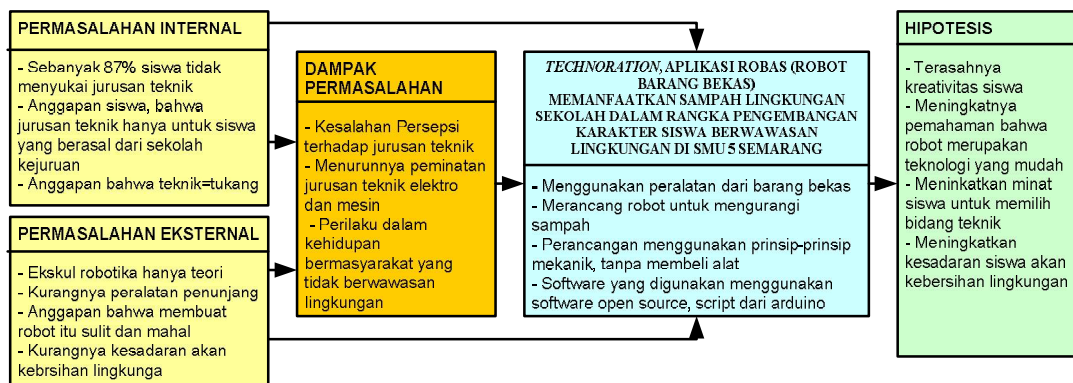 PERMASALAHAN INTERNAL
- Sebanyak 87% siswa tidak
menyukai jurusan teknik
- Anggapan siswa, bahwa
jurusan teknik hanya untuk siswa
yang berasal dari sekolah
kejuruan
- Anggapan bahwa teknik=tukang
PERMASALAHAN EKSTERNAL
- Ekskul robotika hanya teori
- Kurangnya peralatan penunjang
- Anggapan bahwa membuat
robot itu sulit dan mahal
- Kurangnya kesadaran akan
kebrsihan lingkunga
DAMPAK
PERMASALAHAN
- Kesalahan Persepsi
terhadap jurusan teknik
- Menurunnya peminatan
jurusan teknik elektro
dan mesin
- Perilaku dalam
kehidupan
bermasyarakat yang
tidak berwawasan
lingkungan
TECHNORATION, APLIKASI ROBAS (ROBOT
BARANG BEKAS)
MEMANFAATKAN SAMPAH LINGKUNGAN
SEKOLAH DALAM RANGKA PENGEMBANGAN
KARAKTER SISWA BERWAWASAN
LINGKUNGAN DI SMU 5 SEMARANG
- Menggunakan peralatan dari barang bekas
- Merancang robot untuk mengurangi
sampah
- Perancangan menggunakan prinsip-prinsip
mekanik, tanpa membeli alat
- Software yang digunakan menggunakan
software open source, script dari arduino
HIPOTESIS
- Terasahnya
kreativitas siswa
- Meningkatnya
pemahaman bahwa
robot merupakan
teknologi yang mudah
- Meninkatkan minat
siswa untuk memilih
bidang teknik
- Meningkatkan
kesadaran siswa akan
kebersihan lingkungan